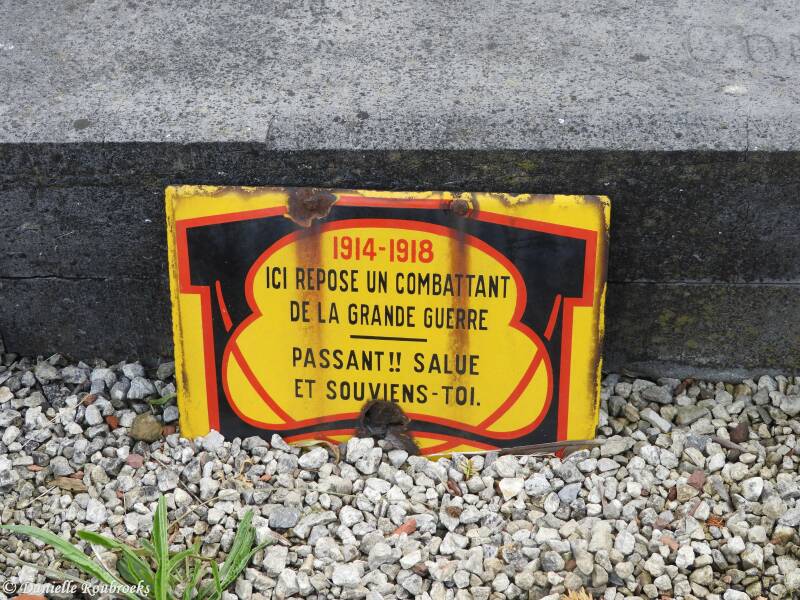 1914-1918
ICI REPOSE UN COMBATTANT
DE LA GRANDE GUERRE
PASSANT!! SALUE
ET SOUVIENS-TOI.
© Danielle Roubroeks